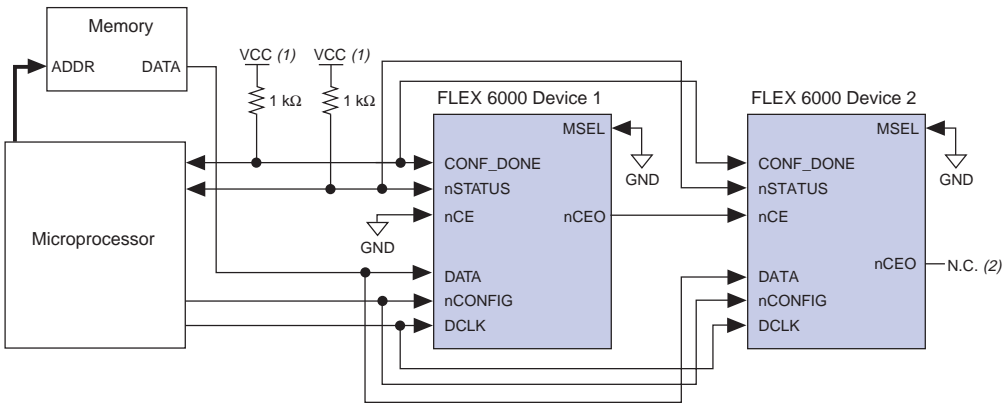 Memory
ADDR
DATA
VCC (1)
VCC (1)
1 kΩ
1 kΩ
FLEX 6000 Device 1
FLEX 6000 Device 2
MSEL
MSEL
GND
GND
CONF_DONE
nSTATUS
nCE
nCEO
GND
DATA
nCONFIG
DCLK
CONF_DONE
nSTATUS
nCE
nCEO
N.C. (2)
DATA
nCONFIG
DCLK
Microprocessor